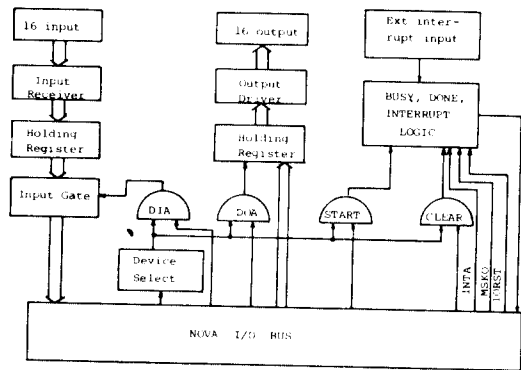 16 input
16 output
Ext inter-
rupt input
Input
Receiver
Output
Driver
BUSY, DONE,
INTERRUPT
LOGIC
Holding
Register
Holding
Register
Input Gate
DIA
DOA
START
CLEAR
Device
Select
INTA
MSKO
IORST
NOVA I/O BUS